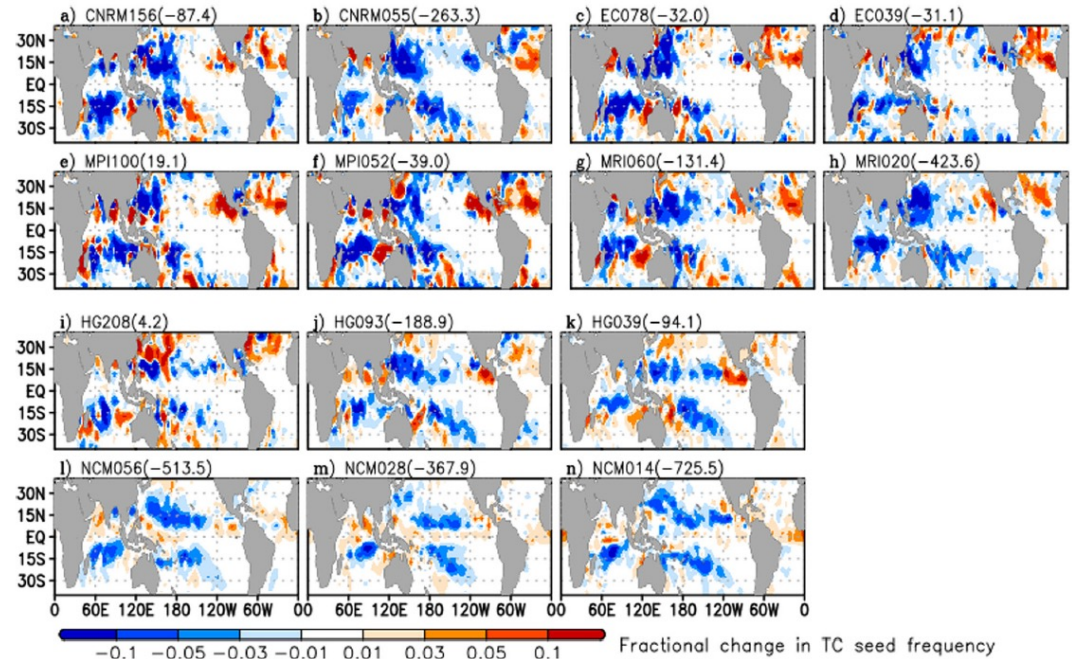 a) CNRM156(−87.4)
b) CNRM055(−263.3)
c) EC078(−32.0)
d) EC039(−31.1)
30N
15N
EQ
15S
30S
e) MPI100(19.1)
f) MPI052(−39.0)
g) MRI060(−131.4)
h) MRI020(−423.6)
30N
15N
EQ
15S
30S
i) HG208(4.2)
j) HG093(−188.9)
k) HG039(−94.1)
30N
15N
EQ
15S
30S
l) NCM056(−513.5)
m) NCM028(−367.9)
n) NCM014(−725.5)
30N
15N
EQ
15S
30S
0 60E 120E 180 120W 60W 0
0 60E 120E 180 120W 60W 0
0 60E 120E 180 120W 60W 0
−0.1 −0.05 −0.03 −0.01 0.01 0.03 0.05 0.1
Fractional change in TC seed frequency